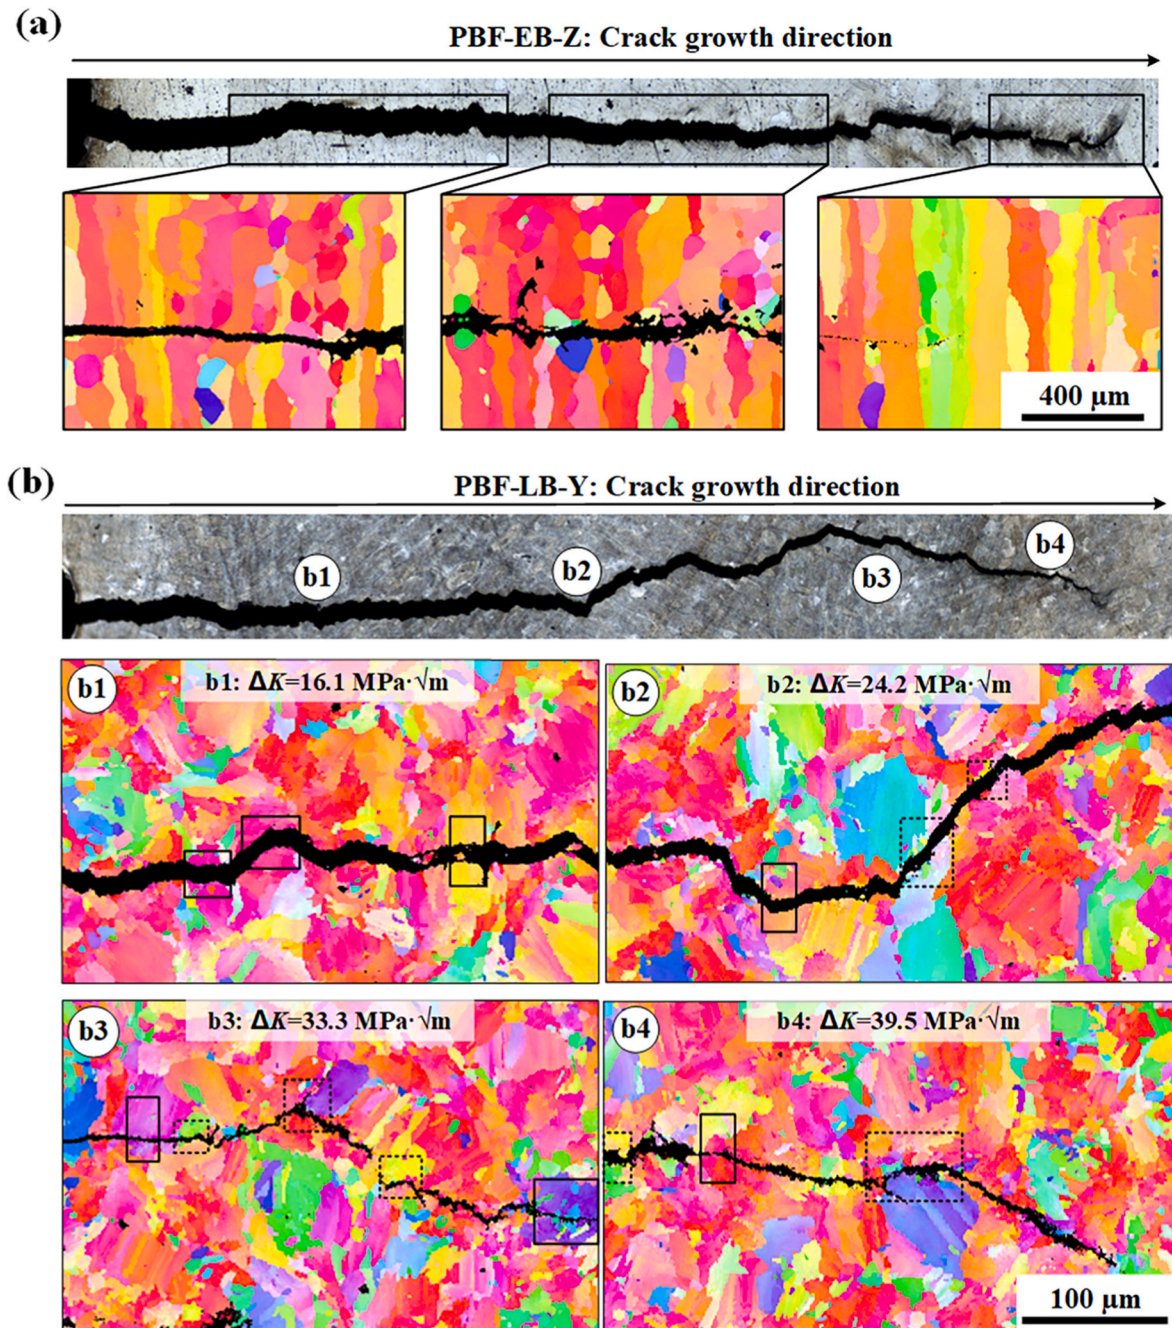 (a)
PBF-EB-Z: Crack growth direction
400 μm
(b)
PBF-LB-Y: Crack growth direction
b1
b2
b3
b4
b1
b1: ΔK=16.1 MPa·√m
b2
b2: ΔK=24.2 MPa·√m
b3
b3: ΔK=33.3 MPa·√m
b4
b4: ΔK=39.5 MPa·√m
100 μm